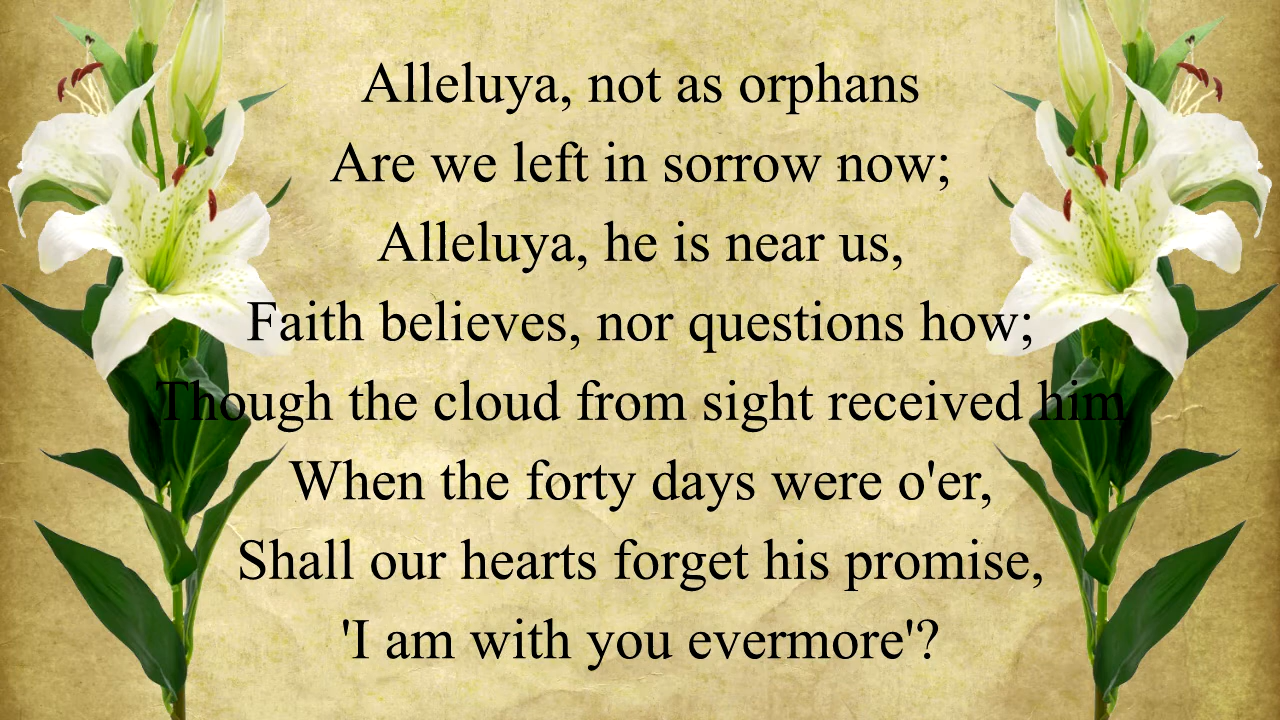 Alleluya, not as orphans
Are we left in sorrow now;
Alleluya, he is near us,
Faith believes, nor questions how;
Though the cloud from sight received him,
When the forty days were o'er,
Shall our hearts forget his promise,
'I am with you evermore'?